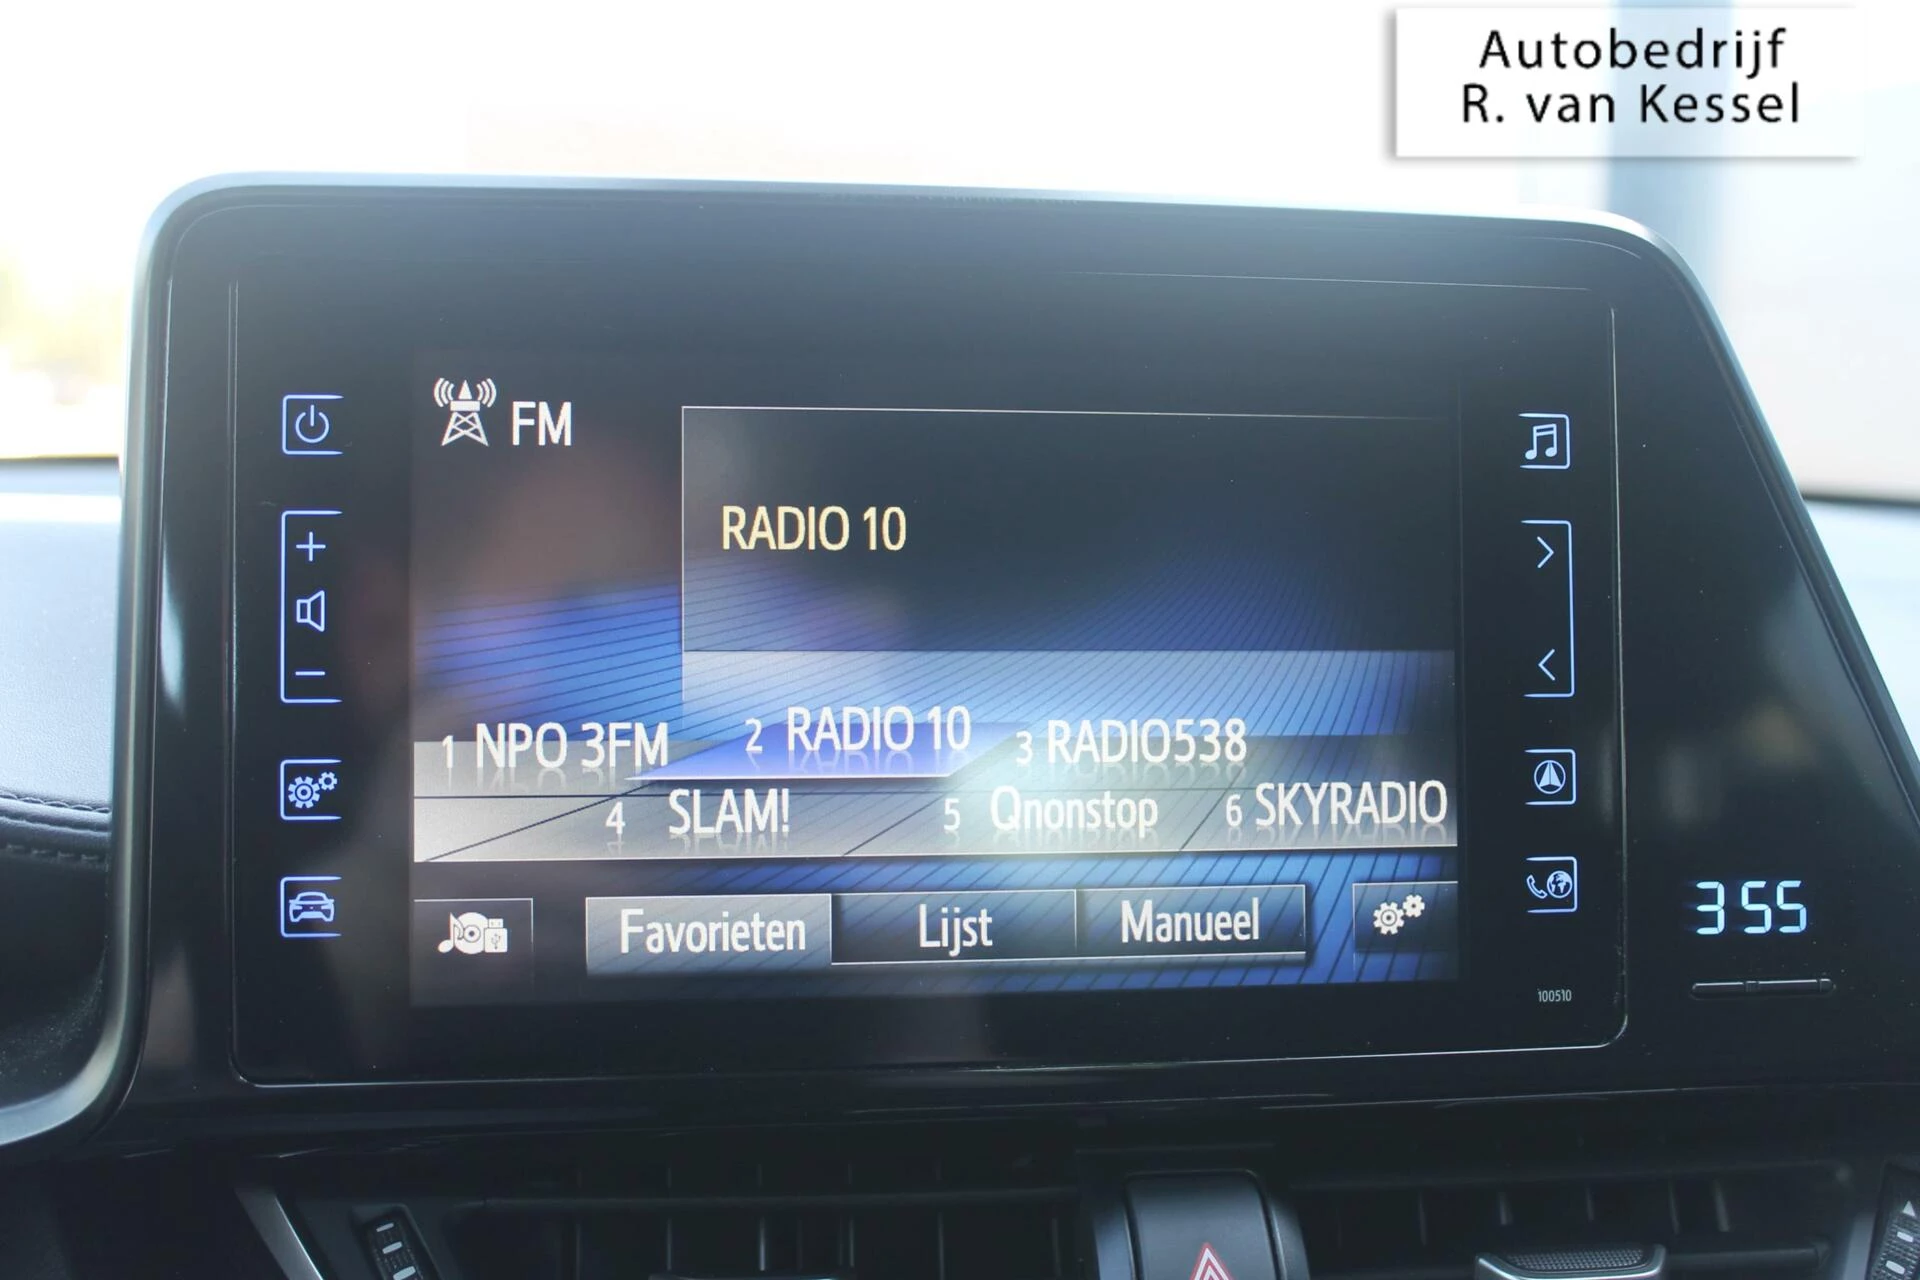 Autobedrijf
R. van Kessel
FM
RADIO 10
1 NPO 3FM
2 RADIO 10
3 RADIO538
4 SLAM!
5 Qnonstop
6 SKYRADIO
Favorieten
Lijst
Manueel
3:55
100510